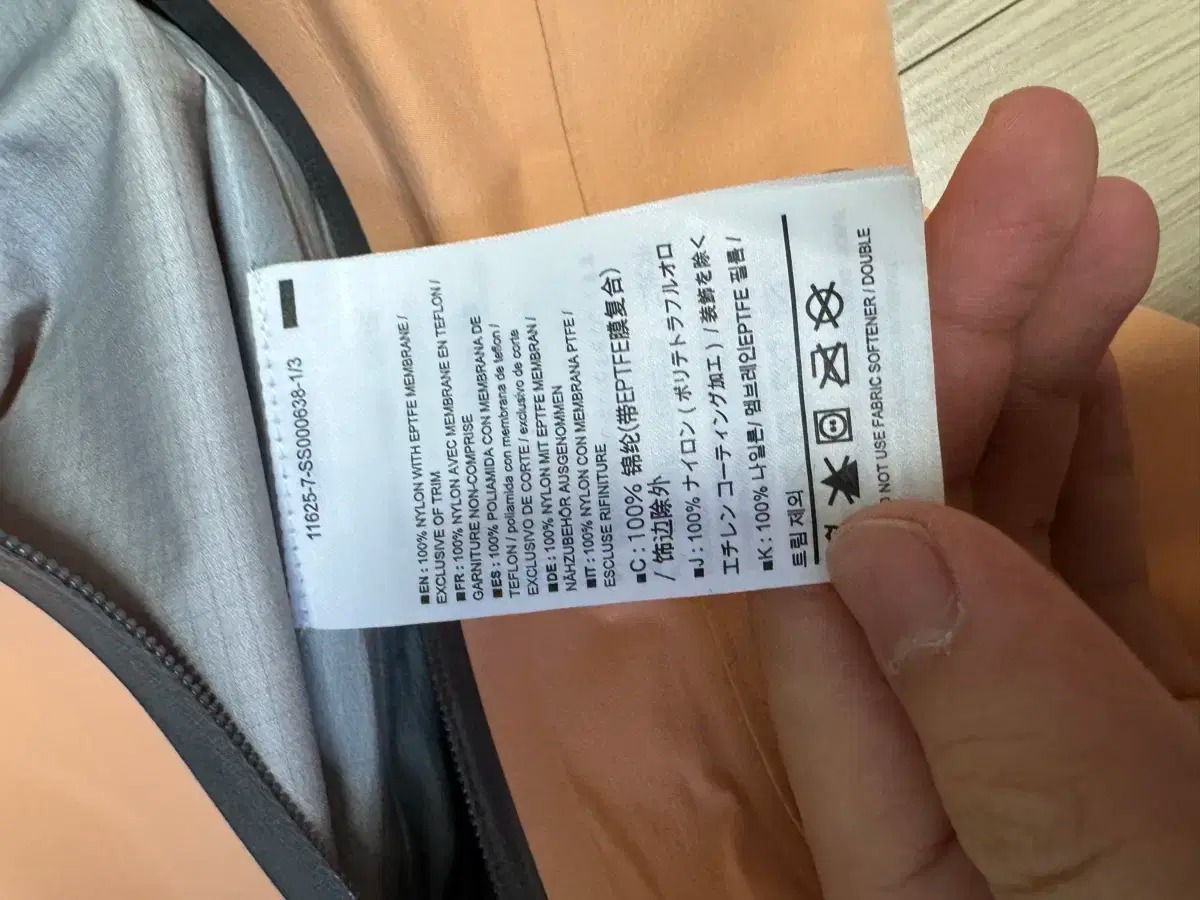 11625-7-SS000638-1/3
■EN : 100% NYLON WITH EPTFE MEMBRANE /
EXCLUSIVE OF TRIM
■FR : 100% NYLON AVEC MEMBRANE EN TEFLON /
GARNITURE NON-COMPRISE
■ES : 100% POLIAMIDA CON MEMBRANA DE
TEFLON / poliamida con membrana de teflon /
EXCLUSIVO DE CORTE / exclusivo de corte
■DE : 100% NYLON MIT EPTFE MEMBRAN /
NÄHZUBEHÖR AUSGENOMMEN
■IT : 100% NYLON CON MEMBRANA PTFE /
ESCLUSE RIFINITURE
■C : 100% 锦纶(带EPTFE膜复合)
/ 饰边除外
■J : 100% ナイロン ( ポリテトラフルオロ
エチレン コーティング加工 ) / 装飾を除く
■K : 100% 나일론/ 멤브레인EPTFE 필름 /
트림 제외
NOT USE FABRIC SOFTENER / DOUBLE